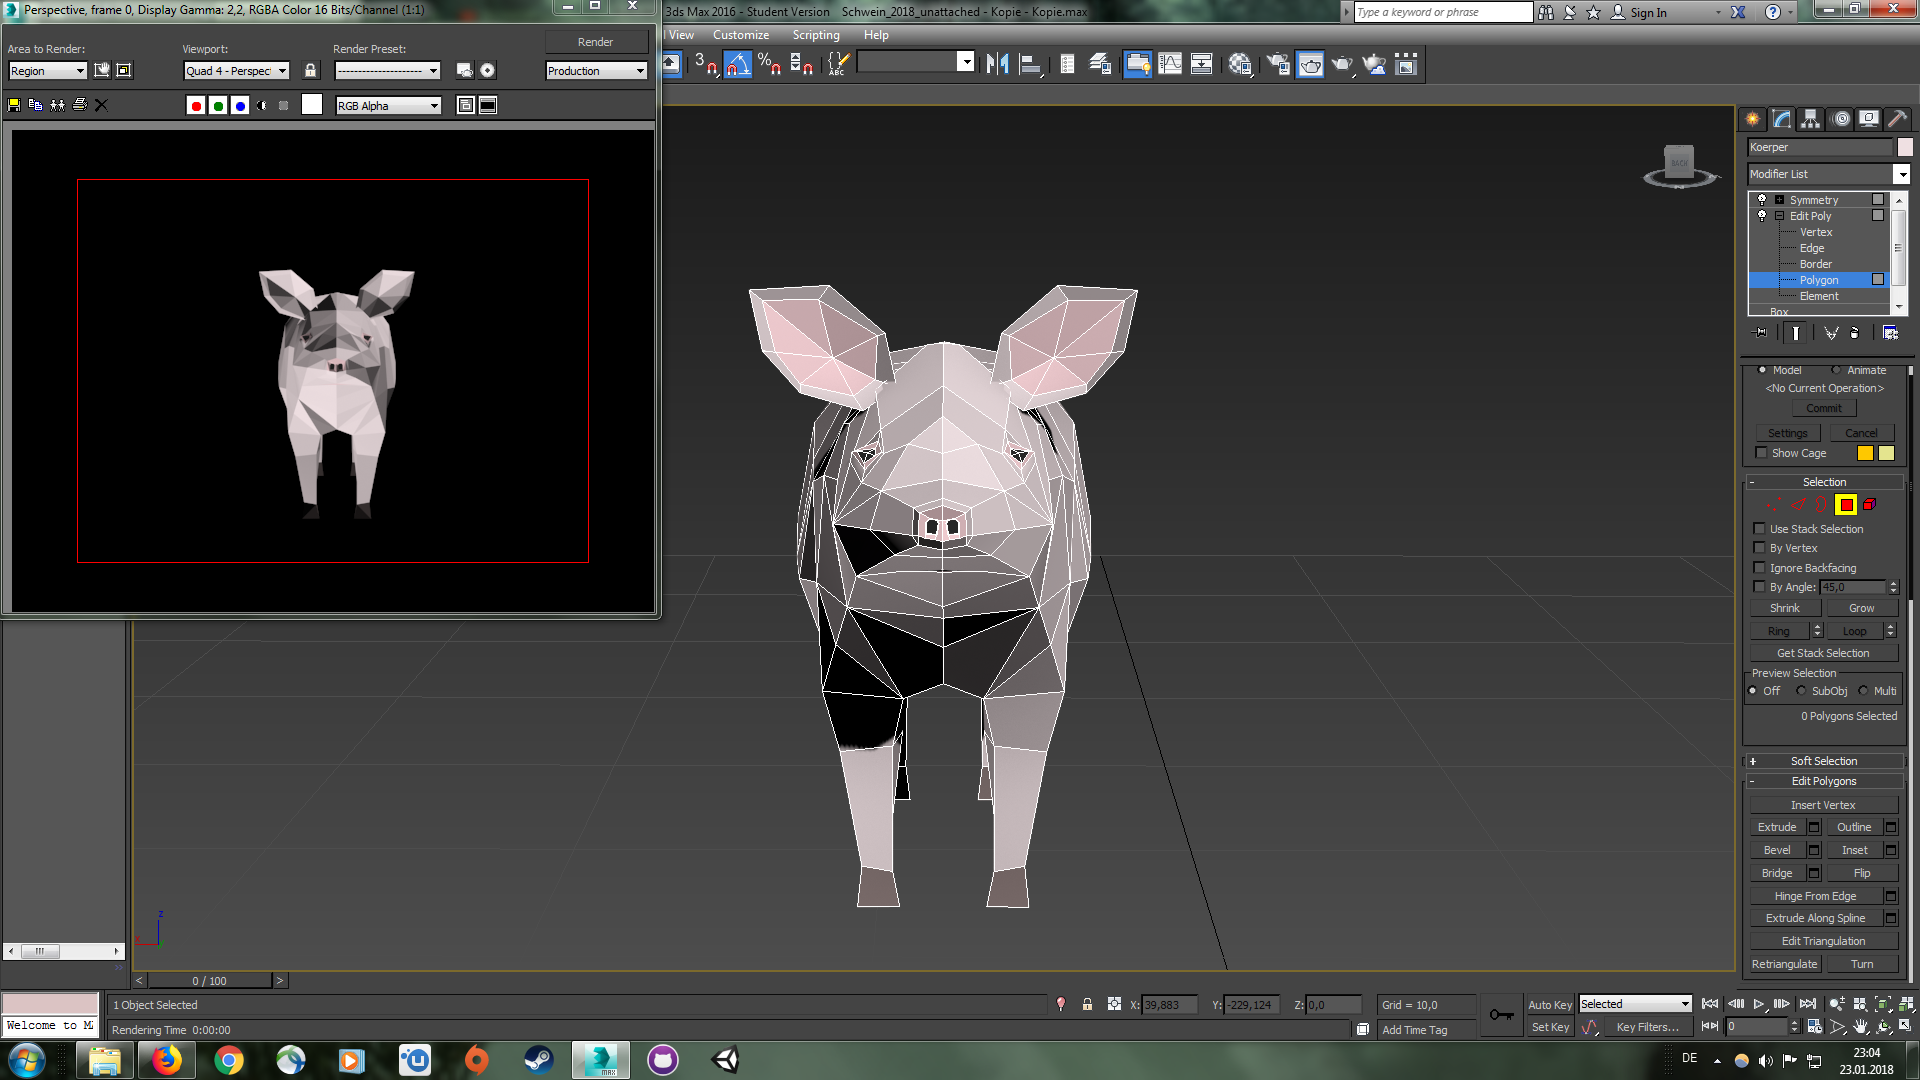 Perspective, frame 0, Display Gamma: 2,2, RGBA Color 16 Bits/Channel (1:1)
3ds Max 2016 - Student Version    Schwein_2018_unattached - Kopie - Kopie.max
Type a keyword or phrase
Sign In
View
Customize
Scripting
Help
Area to Render:
Viewport:
Render Preset:
Render
Region
Quad 4 - Perspect
Production
RGB Alpha
3
ABC
BACK
Koerper
Modifier List
Symmetry
Edit Poly
Vertex
Edge
Border
Polygon
Element
Box
Model
Animate
<No Current Operation>
Commit
Settings
Cancel
Show Cage
- Selection
Use Stack Selection
By Vertex
Ignore Backfacing
By Angle: 45,0
Shrink
Grow
Ring
Loop
Get Stack Selection
Preview Selection
Off
SubObj
Multi
0 Polygons Selected
+ Soft Selection
- Edit Polygons
Insert Vertex
Extrude
Outline
Bevel
Inset
Bridge
Flip
Hinge From Edge
Extrude Along Spline
Edit Triangulation
Retriangulate
Turn
z
< 0 / 100 >
1 Object Selected
X: 39,883
Y: -229,124
Z: 0,0
Grid = 10,0
Auto Key
Selected
Welcome to M
Rendering Time 0:00:00
Add Time Tag
Set Key
Key Filters...
0
MAX
DE
23:04
23.01.2018